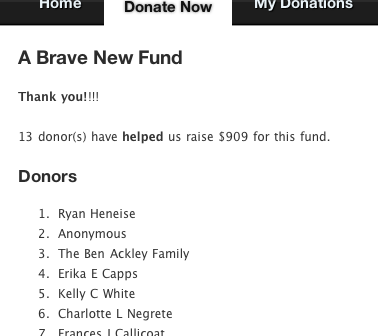 Home Donate Now My Donations
A Brave New Fund
Thank you!!!!
13 donor(s) have helped us raise $909 for this fund.
Donors
1. Ryan Heneise
2. Anonymous
3. The Ben Ackley Family
4. Erika E Capps
5. Kelly C White
6. Charlotte L Negrete
7. Frances J Callicoat